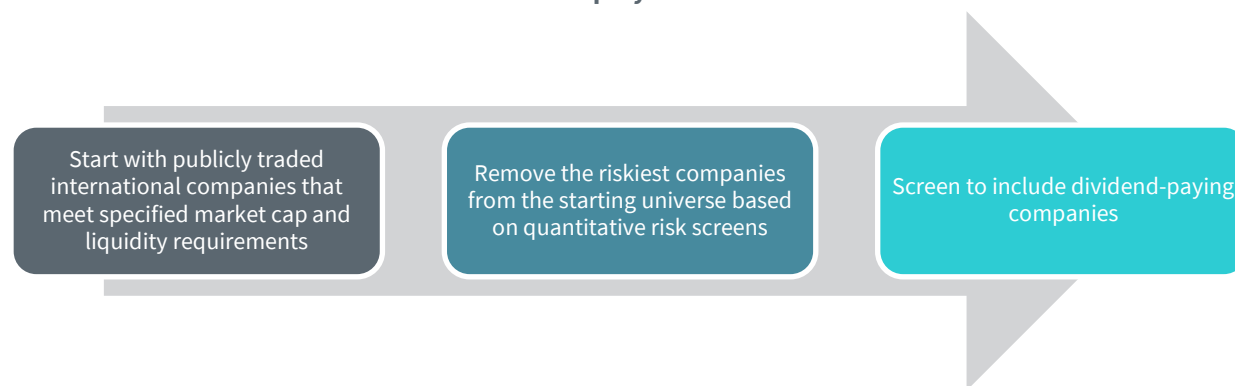 Start with publicly traded
international companies that
meet specified market cap and
liquidity requirements
Remove the riskiest companies
from the starting universe based
on quantitative risk screens
Screen to include dividend-paying
companies